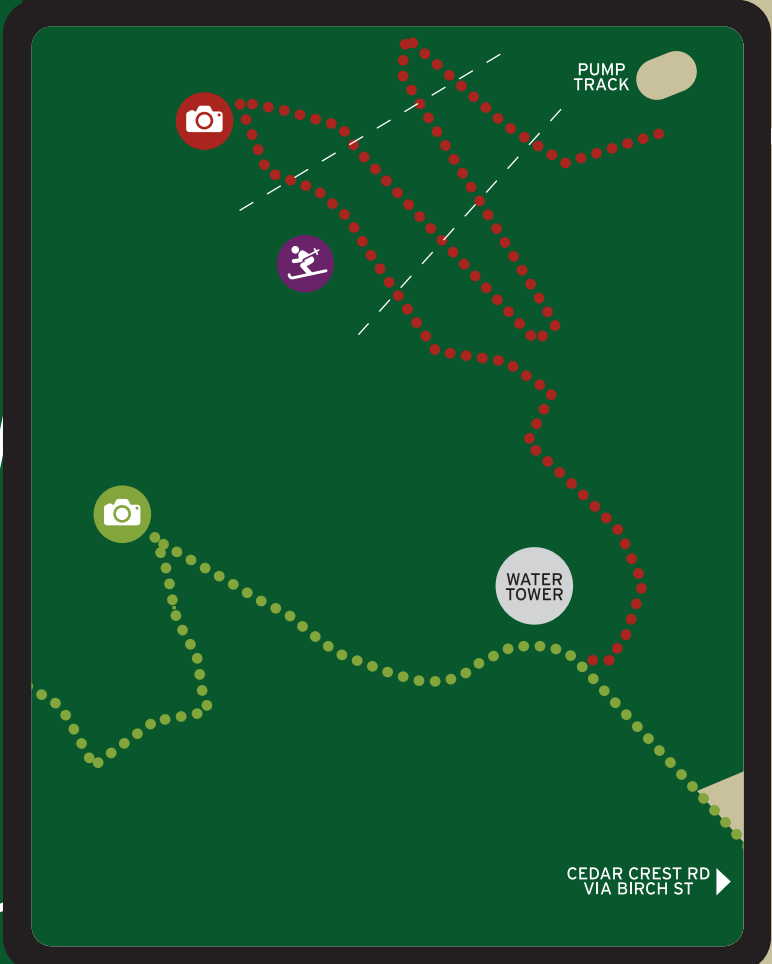 PUMP
TRACK
WATER
TOWER
CEDAR CREST RD
VIA BIRCH ST